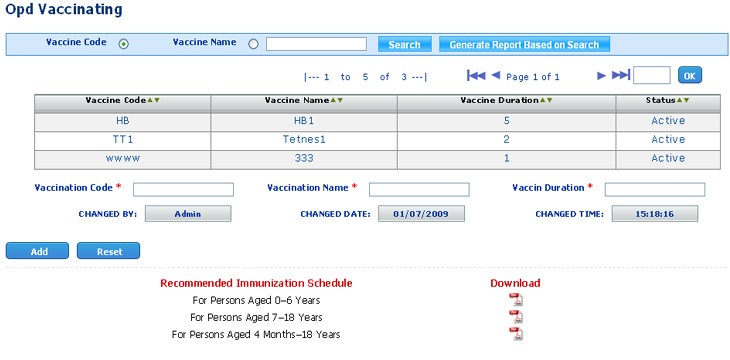 Opd Vaccinating
Vaccine Code Vaccine Name Search Generate Report Based on Search
|--- 1 to 5 of 3 ---| Page 1 of 1 OK
Vaccine Code Vaccine Name Vaccine Duration Status
HB HB1 5 Active
TT1 Tetnes1 2 Active
wwww 333 1 Active
Vaccination Code * Vaccination Name * Vaccin Duration *
CHANGED BY: Admin CHANGED DATE: 01/07/2009 CHANGED TIME: 15:18:16
Add Reset
Recommended Immunization Schedule Download
For Persons Aged 0-6 Years
For Persons Aged 7-18 Years
For Persons Aged 4 Months-18 Years